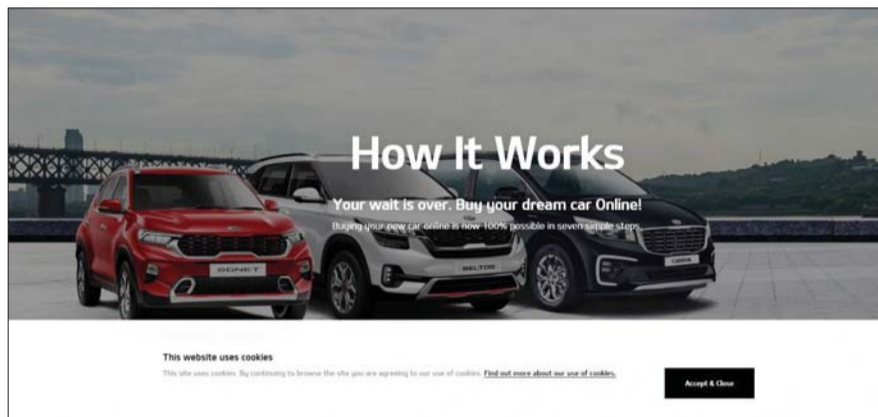 How It Works
Your wait is over. Buy your dream car Online!
Buying your new car online is now 100% possible in seven simple steps.
SONET
SELTOS
CARNIVAL
This website uses cookies
This site uses cookies. By continuing to browse the site you are agreeing to our use of cookies. Find out more about our use of cookies.
Accept & Close